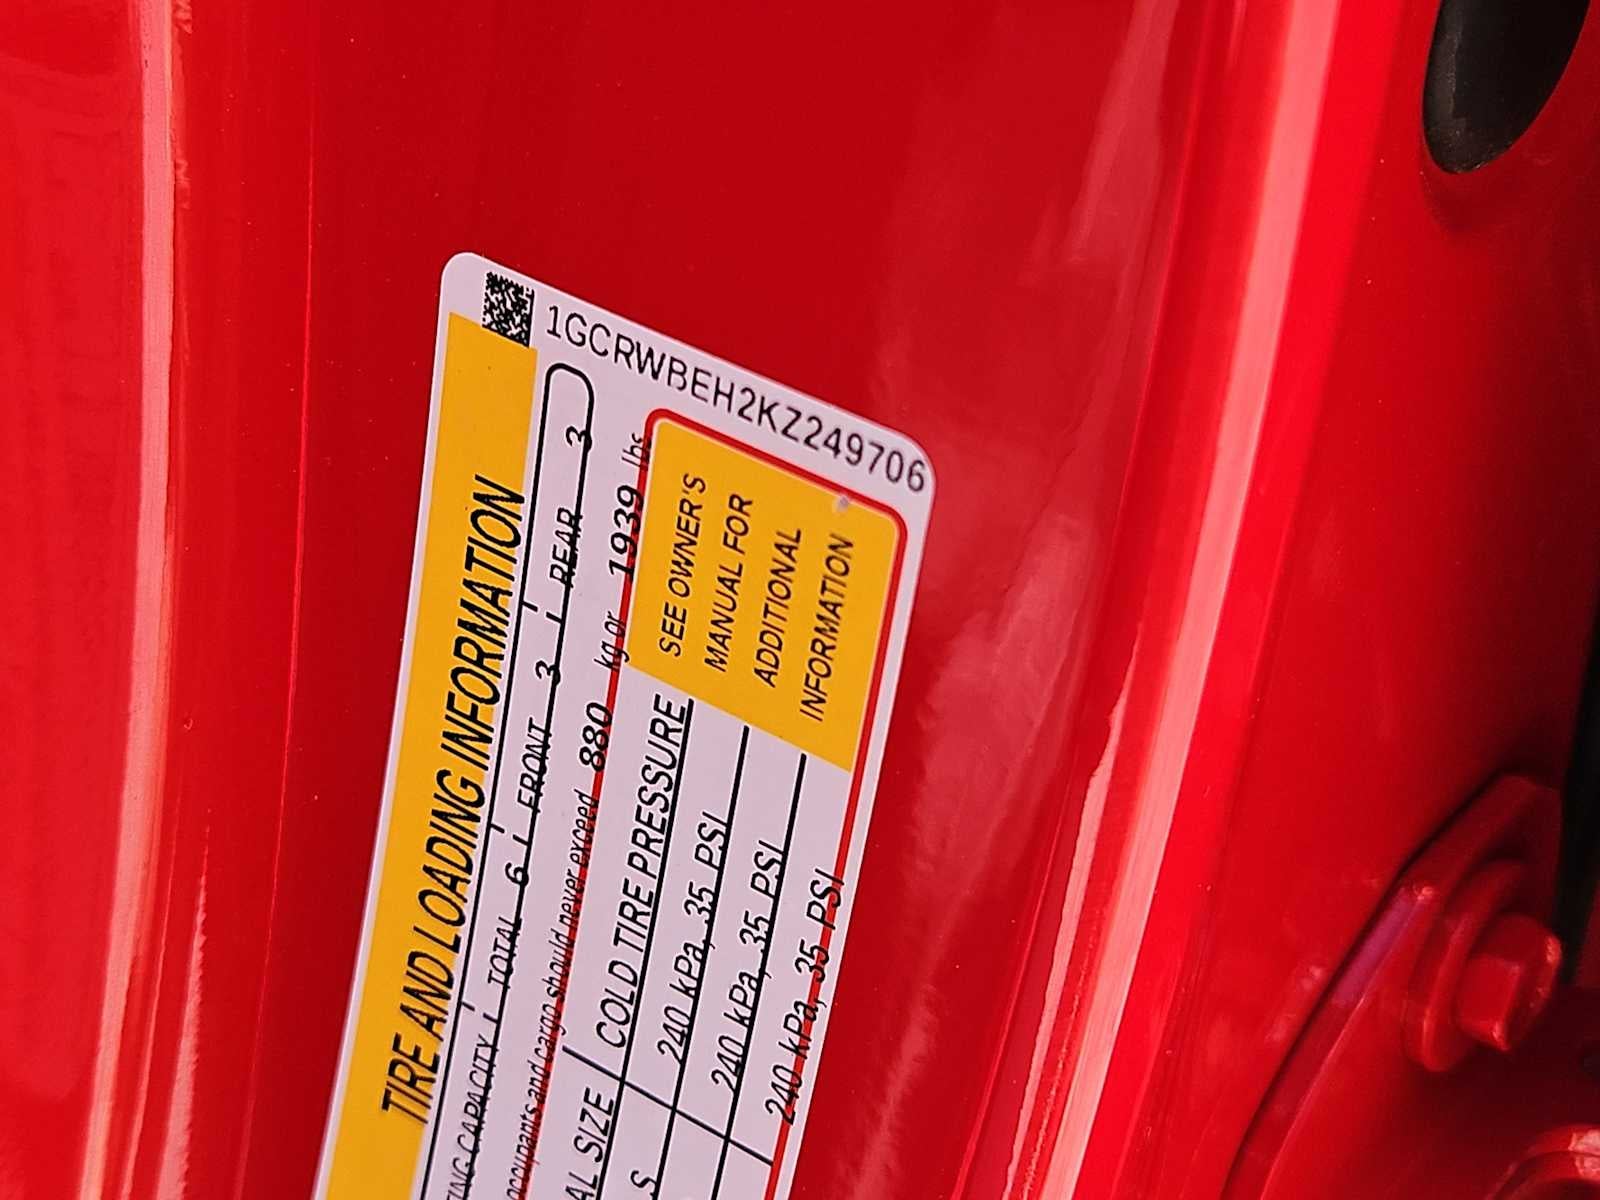 1GCRWBEH2KZ249706
TIRE AND LOADING INFORMATION
CAPACITY TOTAL 6 FRONT 3 REAR 3
occupants and cargo should never exceed 880 kg or 1939 lbs
SIZE COLD TIRE PRESSURE
240 kPa, 35 PSI
240 kPa, 35 PSI
240 kPa, 35 PSI
SEE OWNER'S
MANUAL FOR
ADDITIONAL
INFORMATION